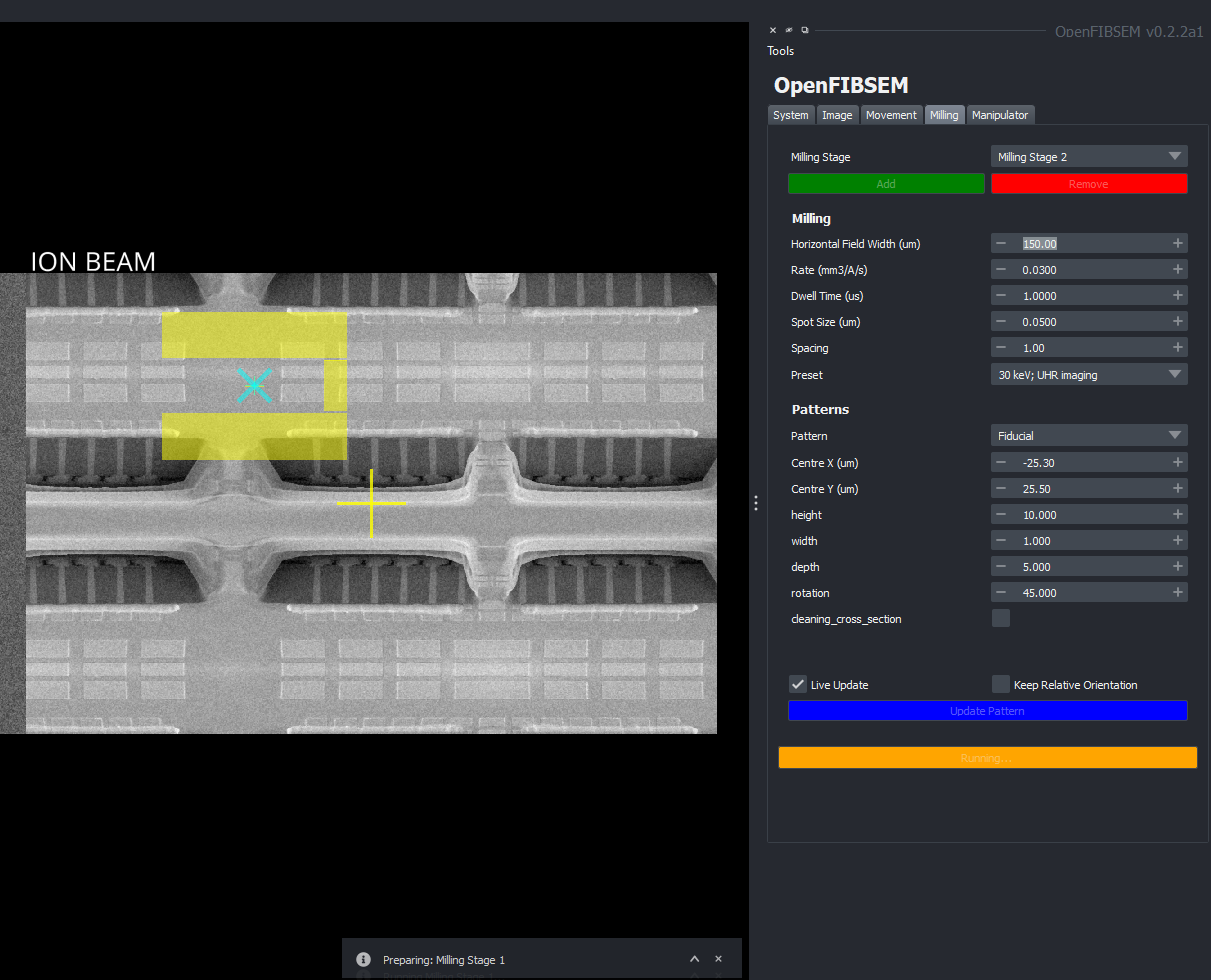 OpenFIBSEM v0.2.2a1
Tools
OpenFIBSEM
System Image Movement Milling Manipulator
Milling Stage Milling Stage 2
Add Remove
Milling
Horizontal Field Width (um) 150.00
Rate (mm3/A/s) 0.0300
Dwell Time (us) 1.0000
Spot Size (um) 0.0500
Spacing 1.00
Preset 30 keV; UHR imaging
Patterns
Pattern Fiducial
Centre X (um) -25.30
Centre Y (um) 25.50
height 10.000
width 1.000
depth 5.000
rotation 45.000
cleaning_cross_section
Live Update Keep Relative Orientation
Update Pattern
Running...
ION BEAM
Preparing: Milling Stage 1
Running Milling Stage 1